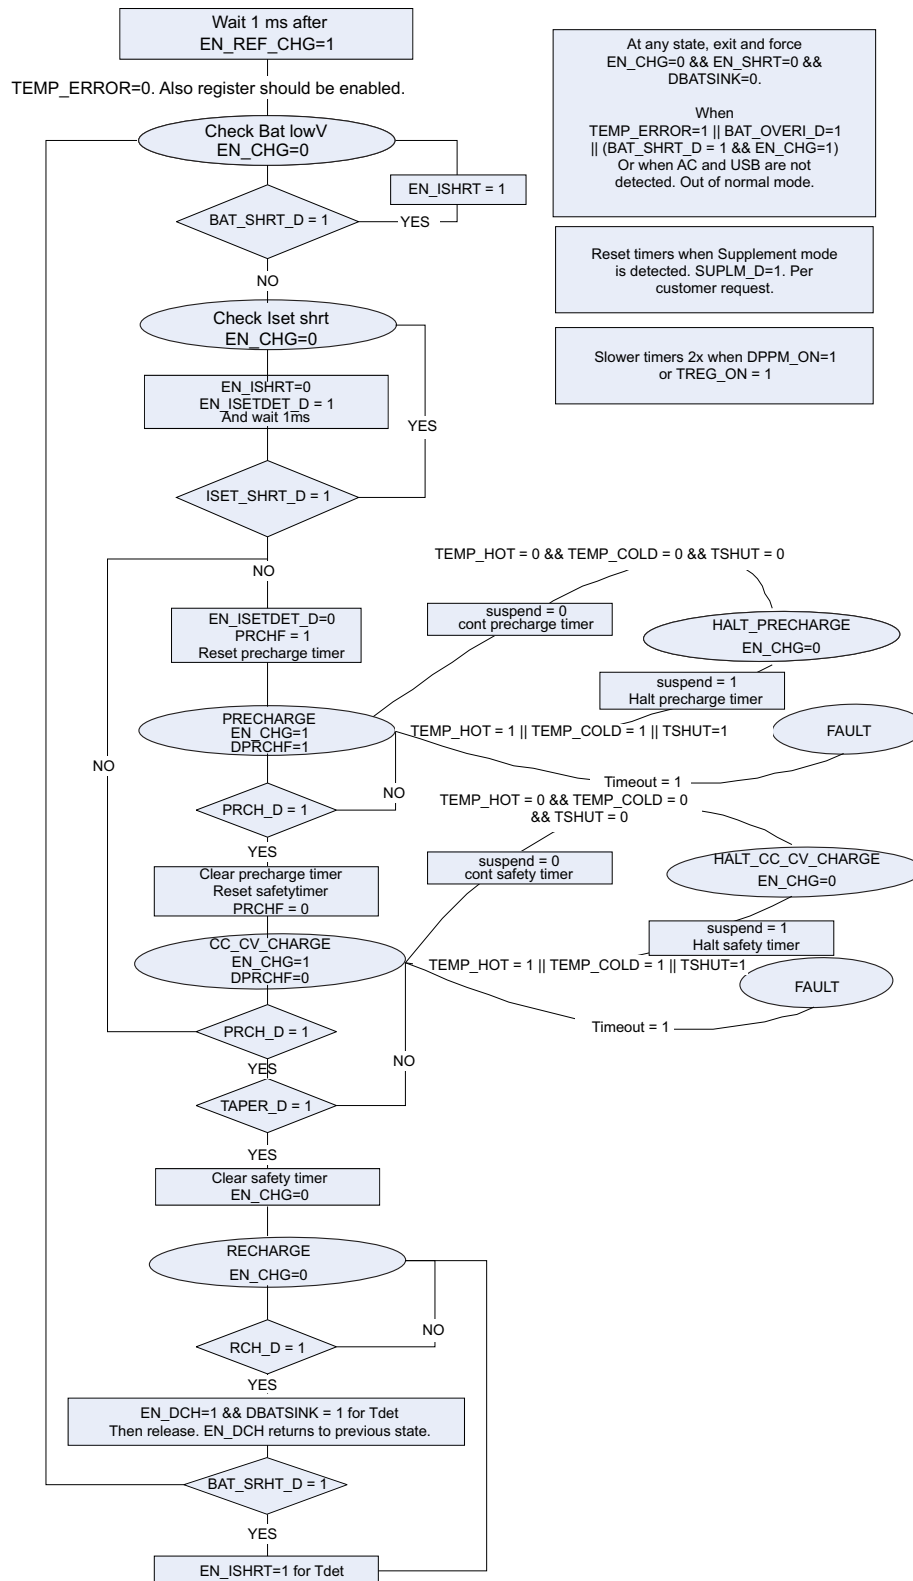 Wait 1 ms after
EN_REF_CHG=1
TEMP_ERROR=0. Also register should be enabled.
Check Bat lowV
EN_CHG=0
EN_ISHRT = 1
BAT_SHRT_D = 1
YES
NO
At any state, exit and force
EN_CHG=0 && EN_SHRT=0 &&
DBATSINK=0.
When
TEMP_ERROR=1 || BAT_OVERI_D=1
|| (BAT_SHRT_D = 1 && EN_CHG=1)
Or when AC and USB are not
detected. Out of normal mode.
Reset timers when Supplement mode
is detected. SUPLM_D=1. Per
customer request.
Slower timers 2x when DPPM_ON=1
or TREG_ON = 1
Check Iset shrt
EN_CHG=0
EN_ISHRT=0
EN_ISETDET_D = 1
And wait 1ms
YES
ISET_SHRT_D = 1
NO
EN_ISETDET_D=0
PRCHF = 1
Reset precharge timer
TEMP_HOT = 0 && TEMP_COLD = 0 && TSHUT = 0
suspend = 0
cont precharge timer
HALT_PRECHARGE
EN_CHG=0
suspend = 1
Halt precharge timer
PRECHARGE
EN_CHG=1
DPRCHF=1
TEMP_HOT = 1 || TEMP_COLD = 1 || TSHUT=1
FAULT
NO
NO
Timeout = 1
PRCH_D = 1
YES
TEMP_HOT = 0 && TEMP_COLD = 0
&& TSHUT = 0
suspend = 0
cont safety timer
HALT_CC_CV_CHARGE
EN_CHG=0
Clear precharge timer
Reset safetytimer
PRCHF = 0
suspend = 1
Halt safety timer
CC_CV_CHARGE
EN_CHG=1
DPRCHF=0
TEMP_HOT = 1 || TEMP_COLD = 1 || TSHUT=1
FAULT
Timeout = 1
PRCH_D = 1
YES
NO
TAPER_D = 1
YES
Clear safety timer
EN_CHG=0
NO
RECHARGE
EN_CHG=0
NO
RCH_D = 1
YES
EN_DCH=1 && DBATSINK = 1 for Tdet
Then release. EN_DCH returns to previous state.
BAT_SRHT_D = 1
YES
EN_ISHRT=1 for Tdet